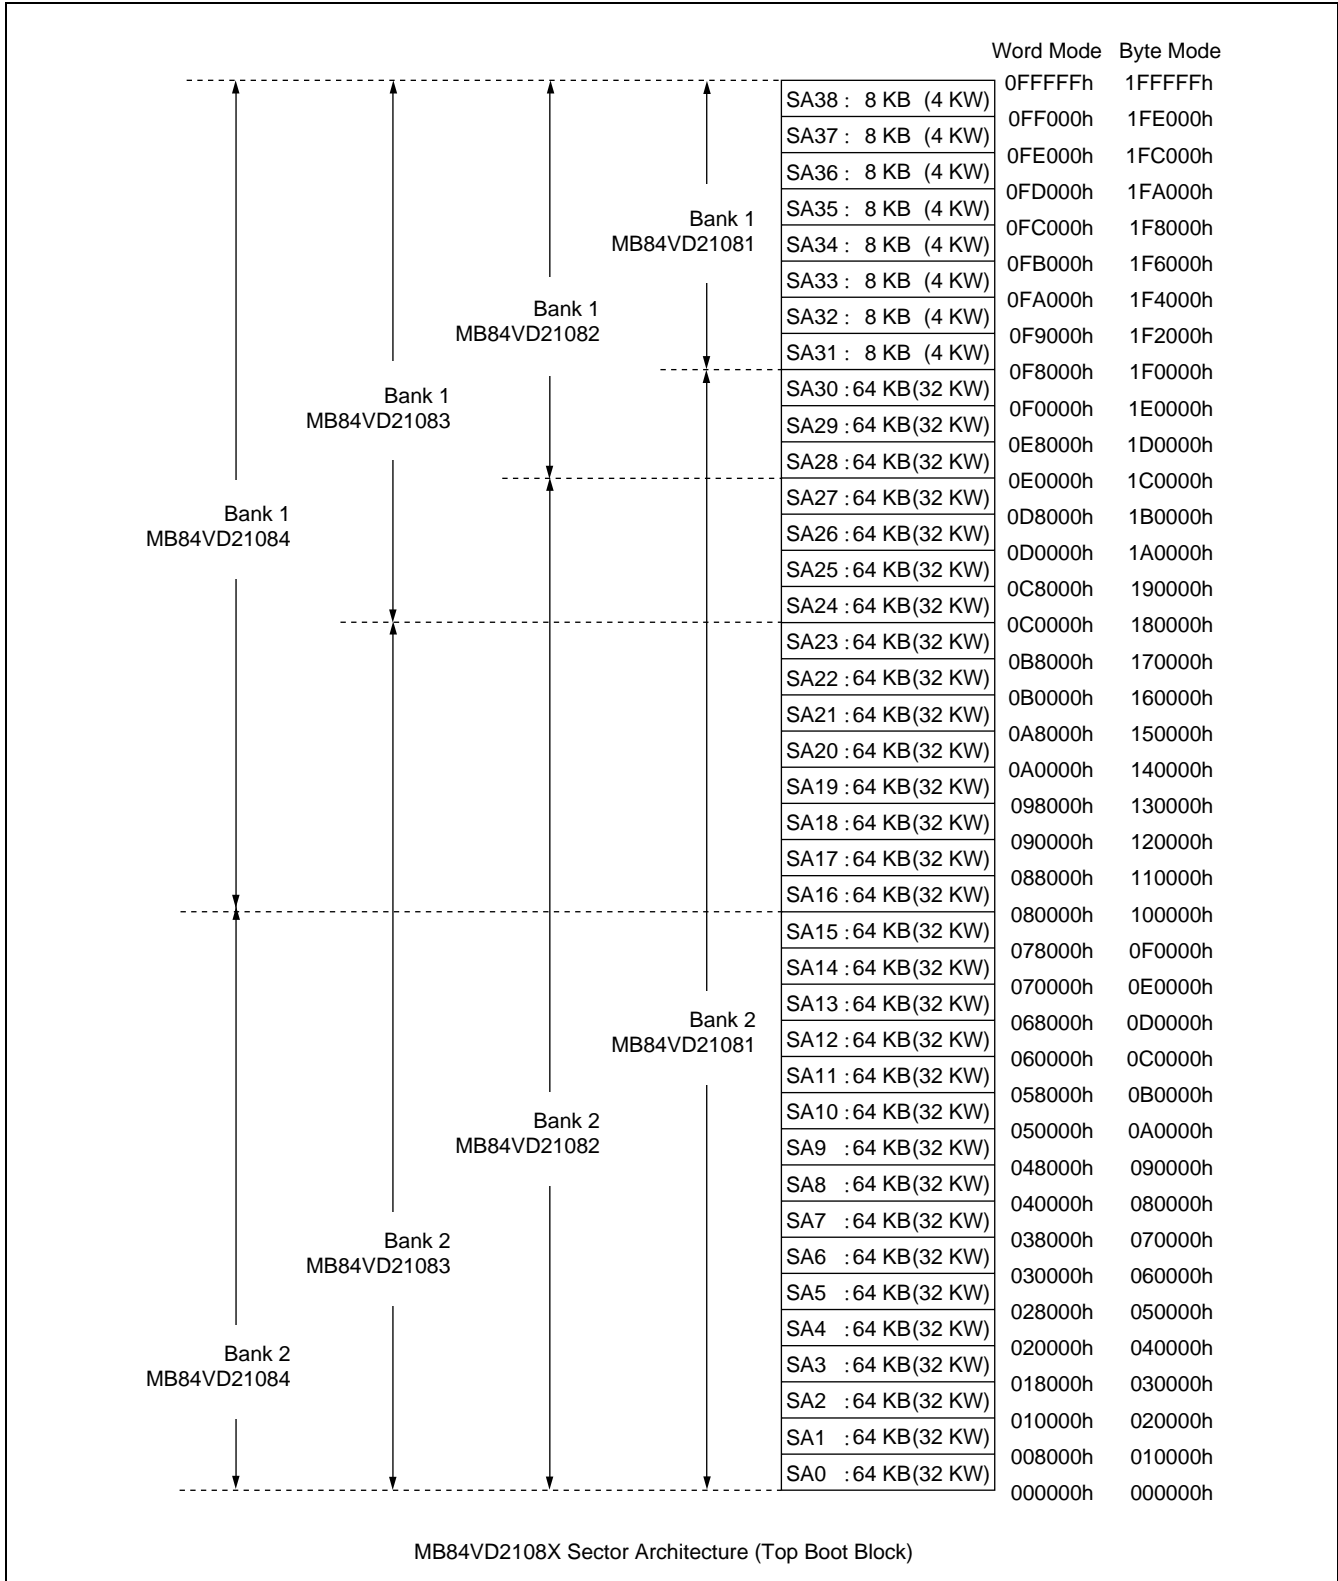 Word Mode Byte Mode
0FFFFFh 1FFFFFh
SA38 : 8 KB (4 KW)
0FF000h 1FE000h
SA37 : 8 KB (4 KW)
0FE000h 1FC000h
SA36 : 8 KB (4 KW)
0FD000h 1FA000h
SA35 : 8 KB (4 KW)
Bank 1
MB84VD21081
0FC000h 1F8000h
SA34 : 8 KB (4 KW)
0FB000h 1F6000h
SA33 : 8 KB (4 KW)
0FA000h 1F4000h
Bank 1
MB84VD21082
SA32 : 8 KB (4 KW)
0F9000h 1F2000h
SA31 : 8 KB (4 KW)
0F8000h 1F0000h
SA30 : 64 KB(32 KW)
Bank 1
MB84VD21083
0F0000h 1E0000h
SA29 : 64 KB(32 KW)
0E8000h 1D0000h
SA28 : 64 KB(32 KW)
0E0000h 1C0000h
SA27 : 64 KB(32 KW)
Bank 1
MB84VD21084
0D8000h 1B0000h
SA26 : 64 KB(32 KW)
0D0000h 1A0000h
SA25 : 64 KB(32 KW)
0C8000h 190000h
SA24 : 64 KB(32 KW)
0C0000h 180000h
SA23 : 64 KB(32 KW)
0B8000h 170000h
SA22 : 64 KB(32 KW)
0B0000h 160000h
SA21 : 64 KB(32 KW)
0A8000h 150000h
SA20 : 64 KB(32 KW)
0A0000h 140000h
SA19 : 64 KB(32 KW)
098000h 130000h
SA18 : 64 KB(32 KW)
090000h 120000h
SA17 : 64 KB(32 KW)
088000h 110000h
SA16 : 64 KB(32 KW)
080000h 100000h
SA15 : 64 KB(32 KW)
078000h 0F0000h
SA14 : 64 KB(32 KW)
070000h 0E0000h
SA13 : 64 KB(32 KW)
Bank 2
MB84VD21081
068000h 0D0000h
SA12 : 64 KB(32 KW)
060000h 0C0000h
SA11 : 64 KB(32 KW)
058000h 0B0000h
SA10 : 64 KB(32 KW)
Bank 2
MB84VD21082
050000h 0A0000h
SA9 : 64 KB(32 KW)
048000h 090000h
SA8 : 64 KB(32 KW)
040000h 080000h
SA7 : 64 KB(32 KW)
Bank 2
MB84VD21083
038000h 070000h
SA6 : 64 KB(32 KW)
030000h 060000h
SA5 : 64 KB(32 KW)
028000h 050000h
SA4 : 64 KB(32 KW)
020000h 040000h
Bank 2
MB84VD21084
SA3 : 64 KB(32 KW)
018000h 030000h
SA2 : 64 KB(32 KW)
010000h 020000h
SA1 : 64 KB(32 KW)
008000h 010000h
SA0 : 64 KB(32 KW)
000000h 000000h
MB84VD2108X Sector Architecture (Top Boot Block)